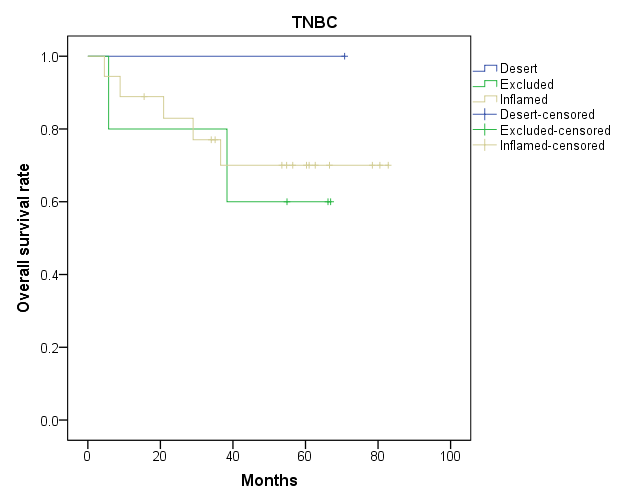 TNBC
Overall survival rate
1.0
0.8
0.6
0.4
0.2
0.0
0 20 40 60 80 100
Months
Desert
Excluded
Inflamed
Desert-censored
Excluded-censored
Inflamed-censored